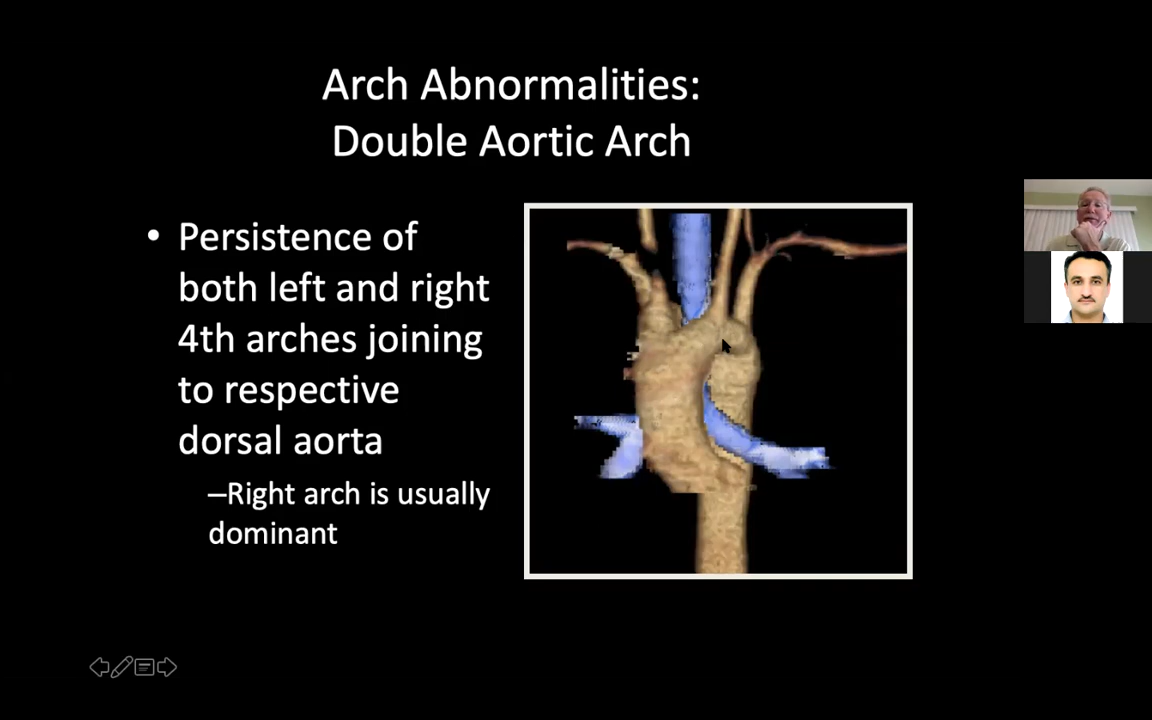 Arch Abnormalities:
Double Aortic Arch
• Persistence of
both left and right
4th arches joining
to respective
dorsal aorta
–Right arch is usually
dominant